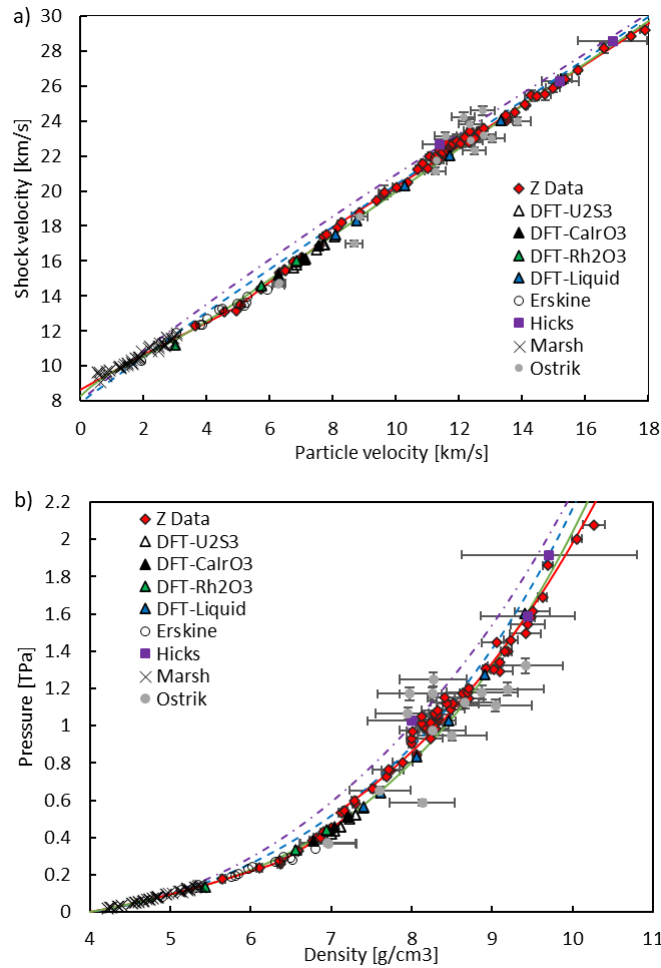 a)
30
28
26
24
22
20
18
16
14
12
10
8
Shock velocity [km/s]
Z Data
DFT-U2S3
DFT-CaIrO3
DFT-Rh2O3
DFT-Liquid
Erskine
Hicks
Marsh
Ostrik
0 2 4 6 8 10 12 14 16 18
Particle velocity [km/s]
b)
2.2
2
1.8
1.6
1.4
1.2
1
0.8
0.6
0.4
0.2
0
Pressure [TPa]
Z Data
DFT-U2S3
DFT-CaIrO3
DFT-Rh2O3
DFT-Liquid
Erskine
Hicks
Marsh
Ostrik
4 5 6 7 8 9 10 11
Density [g/cm3]